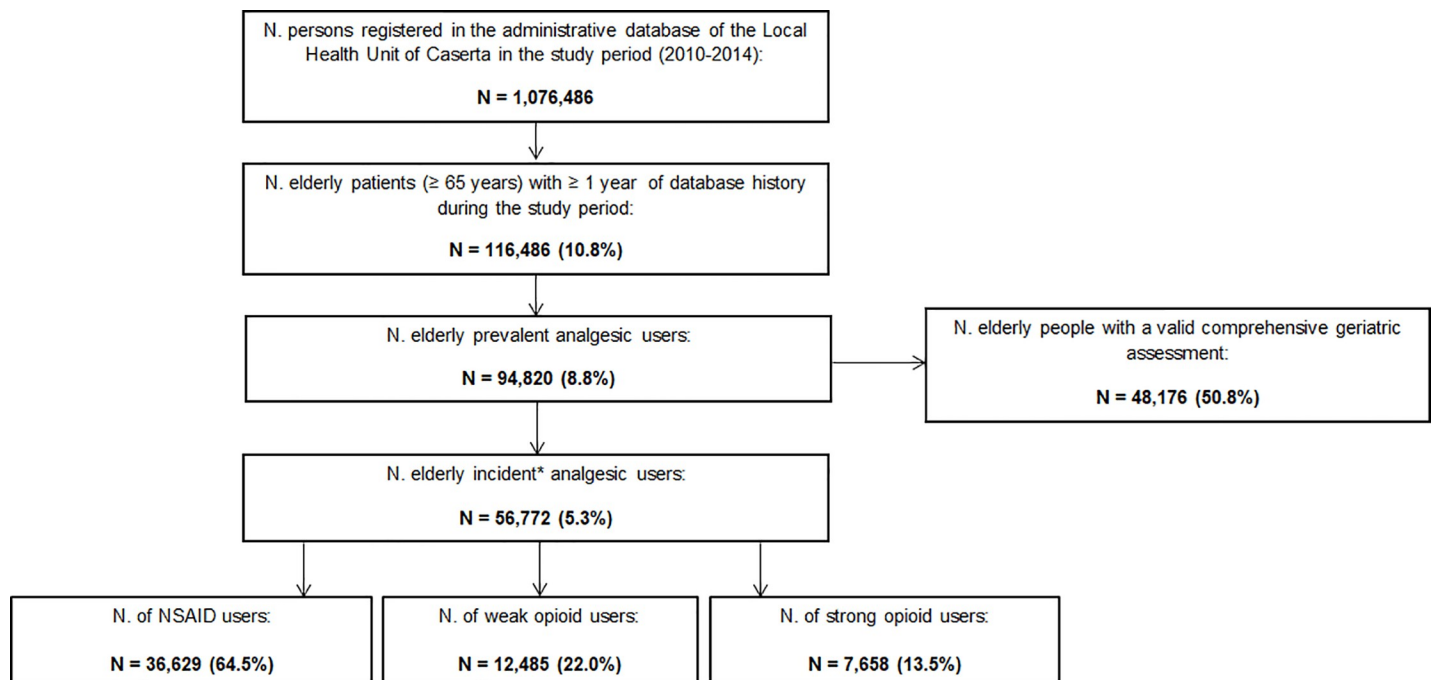 N. persons registered in the administrative database of the Local
Health Unit of Caserta in the study period (2010-2014):
N = 1,076,486
N. elderly patients (≥ 65 years) with ≥ 1 year of database history
during the study period:
N = 116,486 (10.8%)
N. elderly prevalent analgesic users:
N = 94,820 (8.8%)
N. elderly people with a valid comprehensive geriatric
assessment:
N = 48,176 (50.8%)
N. elderly incident* analgesic users:
N = 56,772 (5.3%)
N. of NSAID users:
N = 36,629 (64.5%)
N. of weak opioid users:
N = 12,485 (22.0%)
N. of strong opioid users:
N = 7,658 (13.5%)